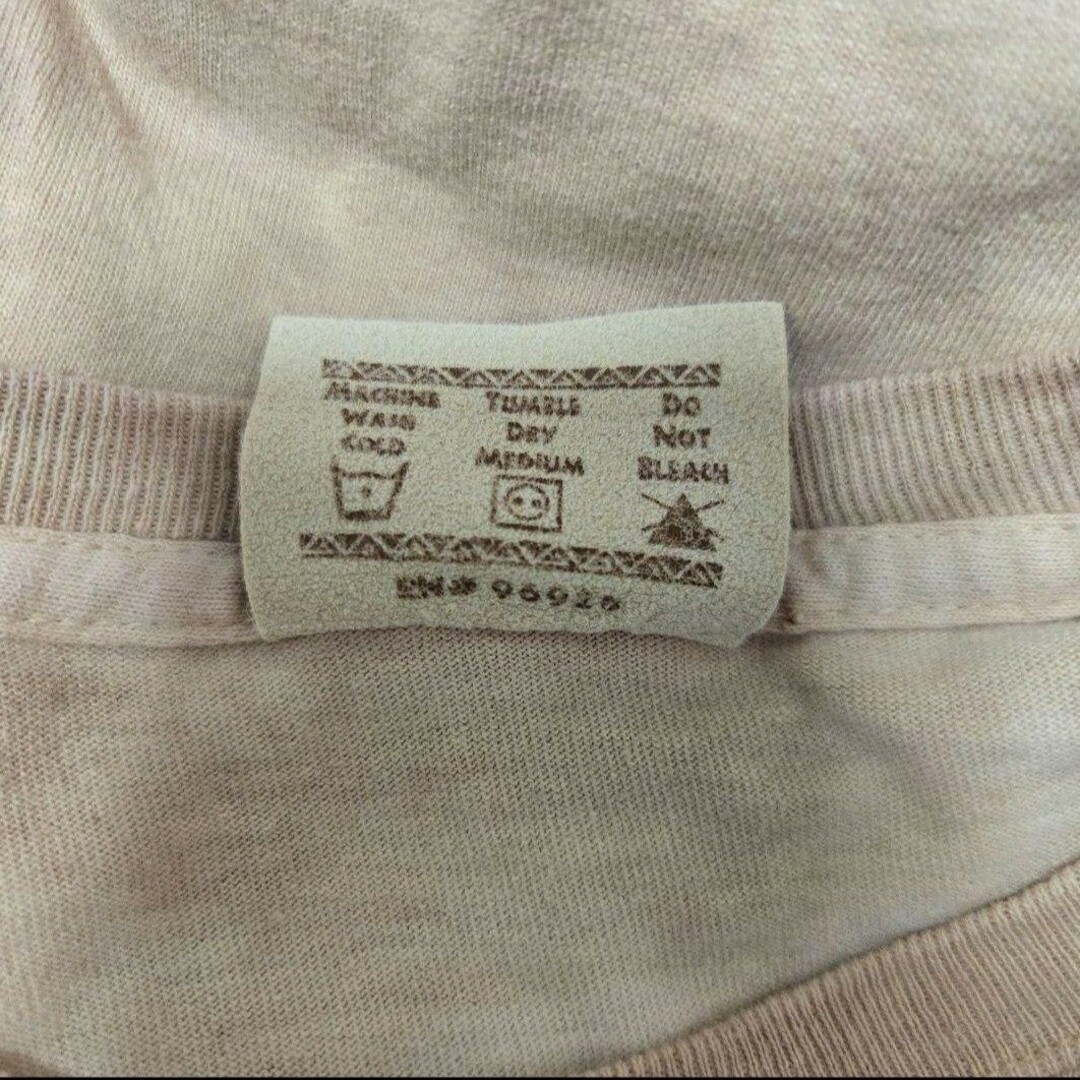 MACHINE
WASH
COLD
TUMBLE
DRY
MEDIUM
DO
NOT
BLEACH
RN# 96926